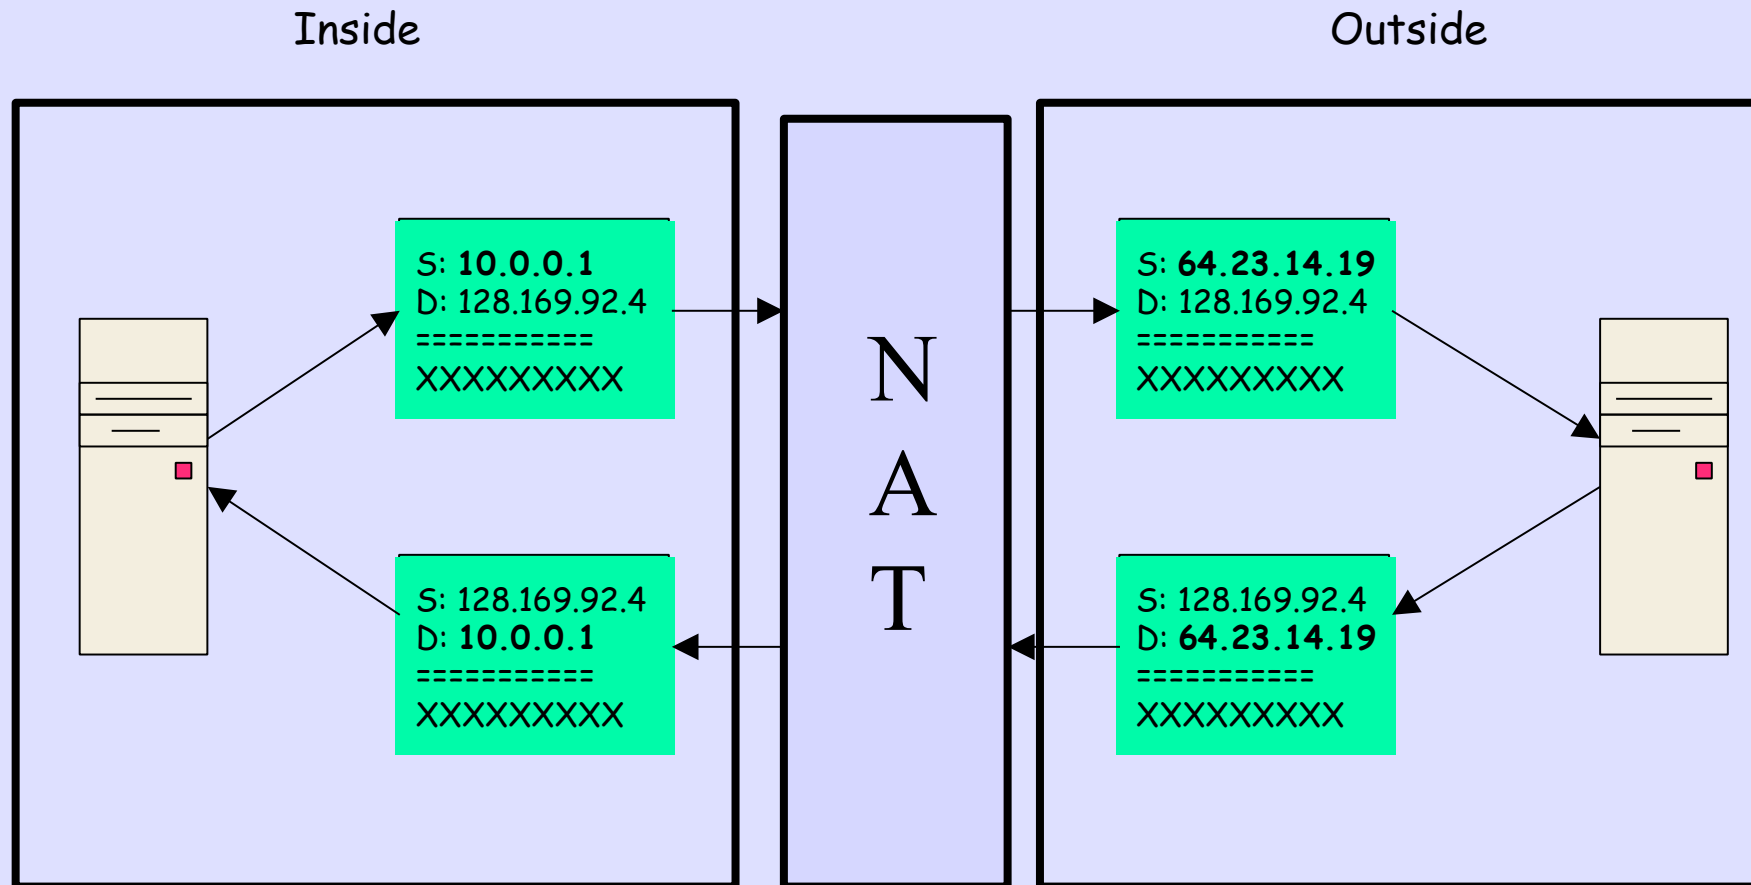 Inside
Outside
S: 10.0.0.1
D: 128.169.92.4
===========
XXXXXXXXX
S: 64.23.14.19
D: 128.169.92.4
===========
XXXXXXXXX
N
A
T
S: 128.169.92.4
D: 10.0.0.1
===========
XXXXXXXXX
S: 128.169.92.4
D: 64.23.14.19
===========
XXXXXXXXX